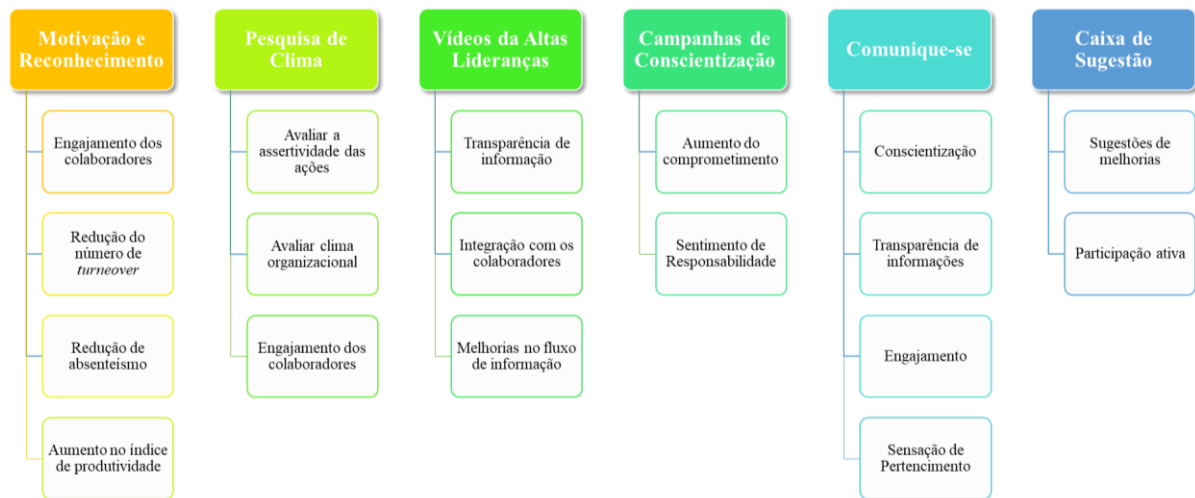 Motivação e
Reconhecimento
Engajamento dos
colaboradores
Redução do
número de
turneover
Redução de
absenteísmo
Aumento no índice
de produtividade
Pesquisa de
Clima
Avaliar a
assertividade das
ações
Avaliar clima
organizacional
Engajamento dos
colaboradores
Vídeos da Altas
Lideranças
Transparência de
informação
Integração com os
colaboradores
Melhorias no fluxo
de informação
Campanhas de
Conscientização
Aumento do
comprometimento
Sentimento de
Responsabilidade
Comunique-se
Conscientização
Transparência de
informações
Engajamento
Sensação de
Pertencimento
Caixa de
Sugestão
Sugestões de
melhorias
Participação ativa